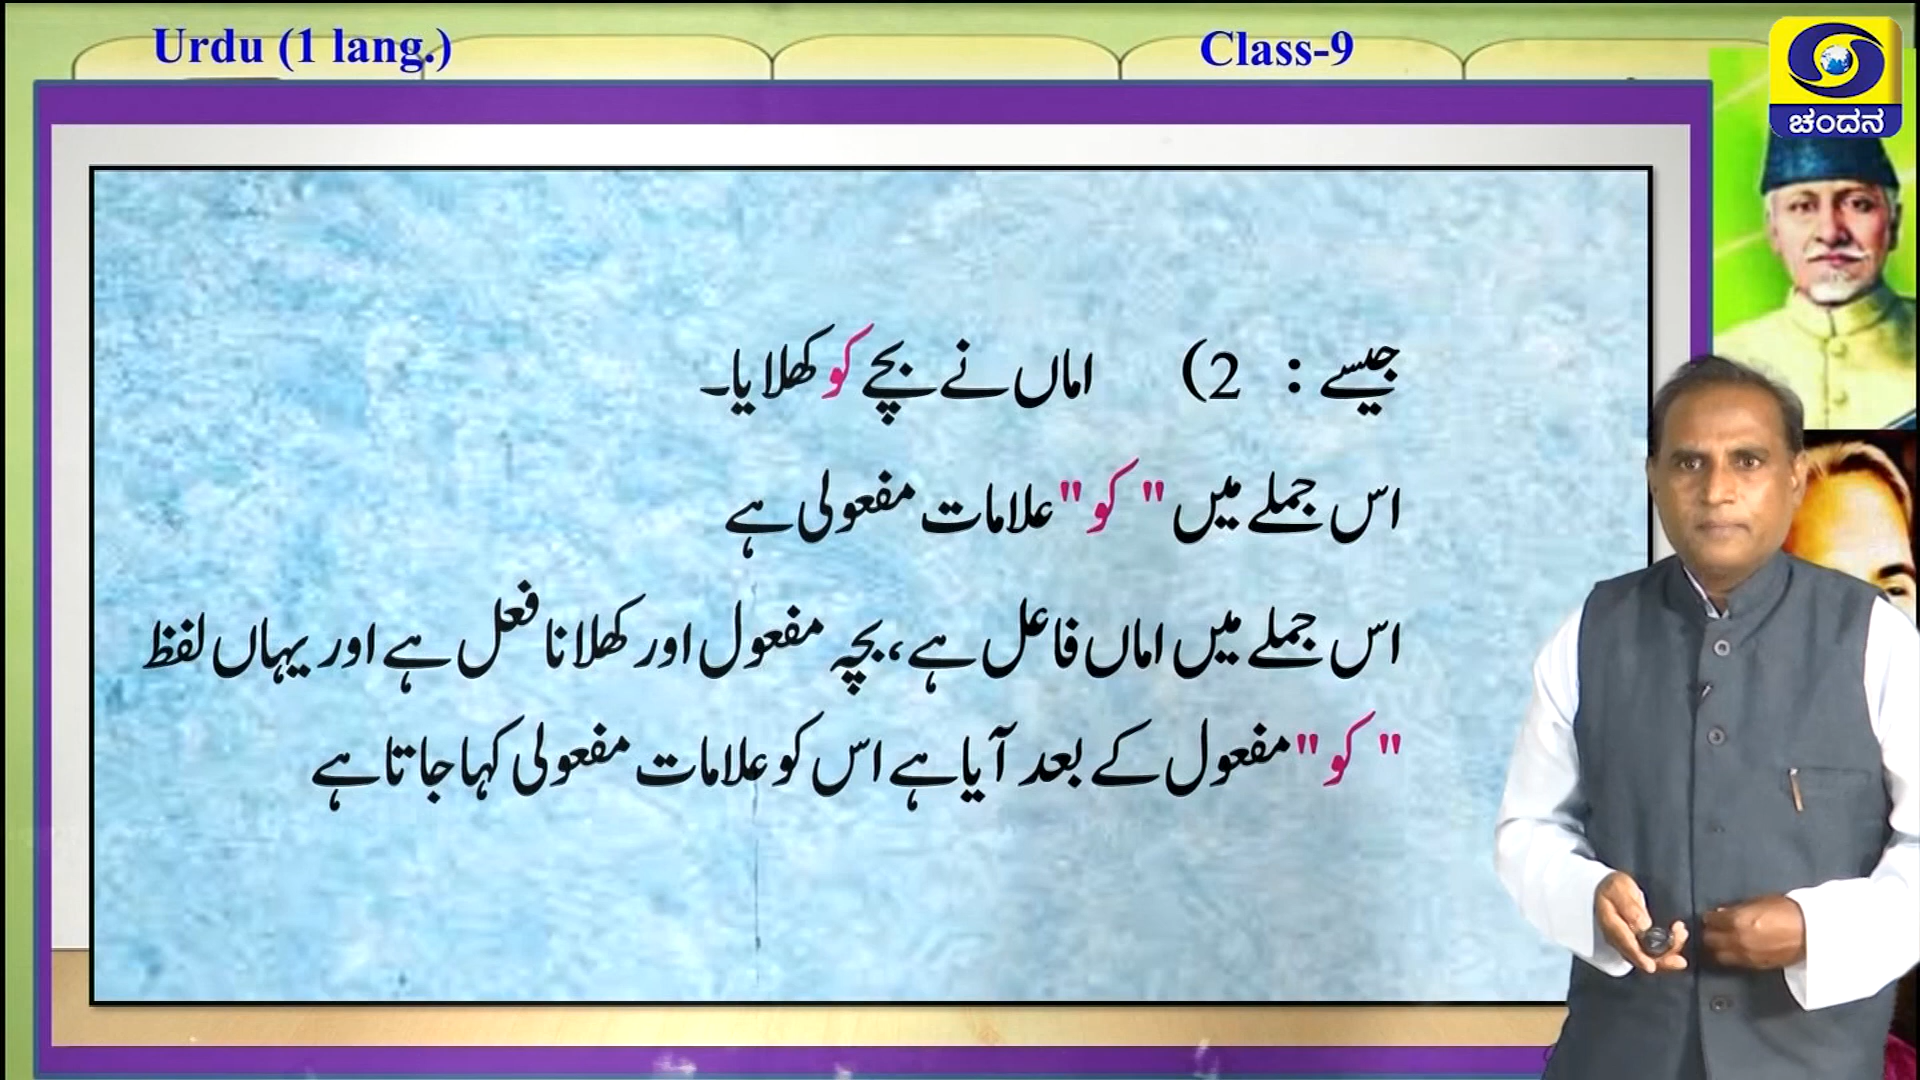 Urdu (1 lang.)
Class-9
ಚಂದನ
جیسے : 2) اماں نے بچے کو کھلایا۔
اس جملے میں " کو" علامات مفعولی ہے
اس جملے میں اماں فاعل ہے، بچہ مفعول اور کھلانا فعل ہے اور یہاں لفظ
" کو" مفعول کے بعد آیا ہے اس کو علامات مفعولی کہا جاتا ہے